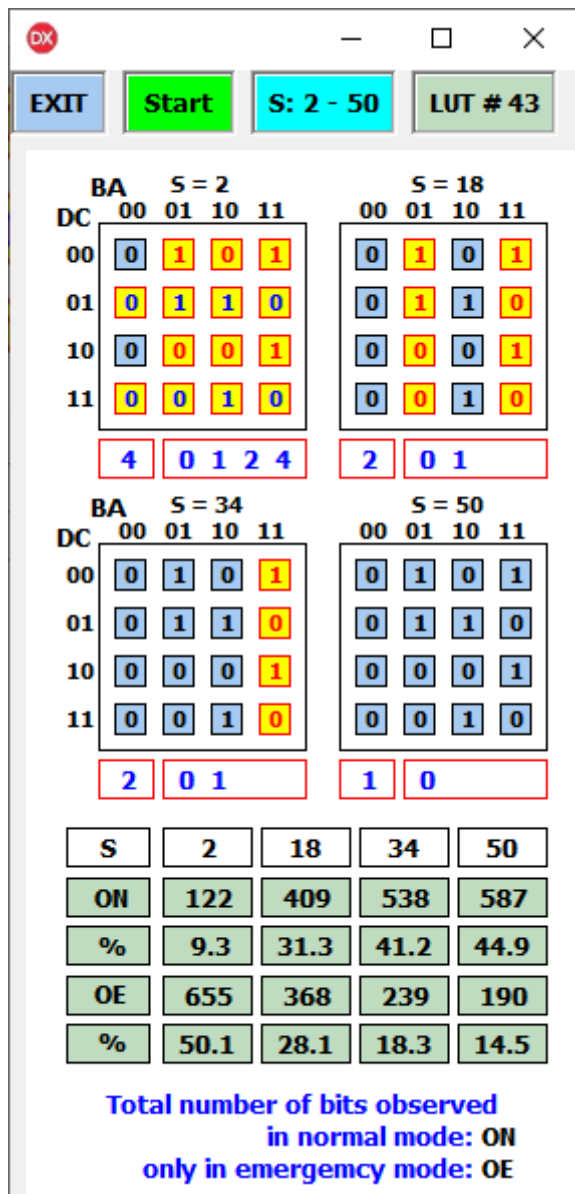 DX
EXIT Start S: 2 - 50 LUT # 43
BA S = 2 S = 18
DC 00 01 10 11 00 01 10 11
00 0 1 0 1 0 1 0 1
01 0 1 1 0 0 1 1 0
10 0 0 0 1 0 0 0 1
11 0 0 1 0 0 0 1 0
4 0 1 2 4 2 0 1
BA S = 34 S = 50
DC 00 01 10 11 00 01 10 11
00 0 1 0 1 0 1 0 1
01 0 1 1 0 0 1 1 0
10 0 0 0 1 0 0 0 1
11 0 0 1 0 0 0 1 0
2 0 1 1 0
S 2 18 34 50
ON 122 409 538 587
% 9.3 31.3 41.2 44.9
OE 655 368 239 190
% 50.1 28.1 18.3 14.5
Total number of bits observed
in normal mode: ON
only in emergemcy mode: OE